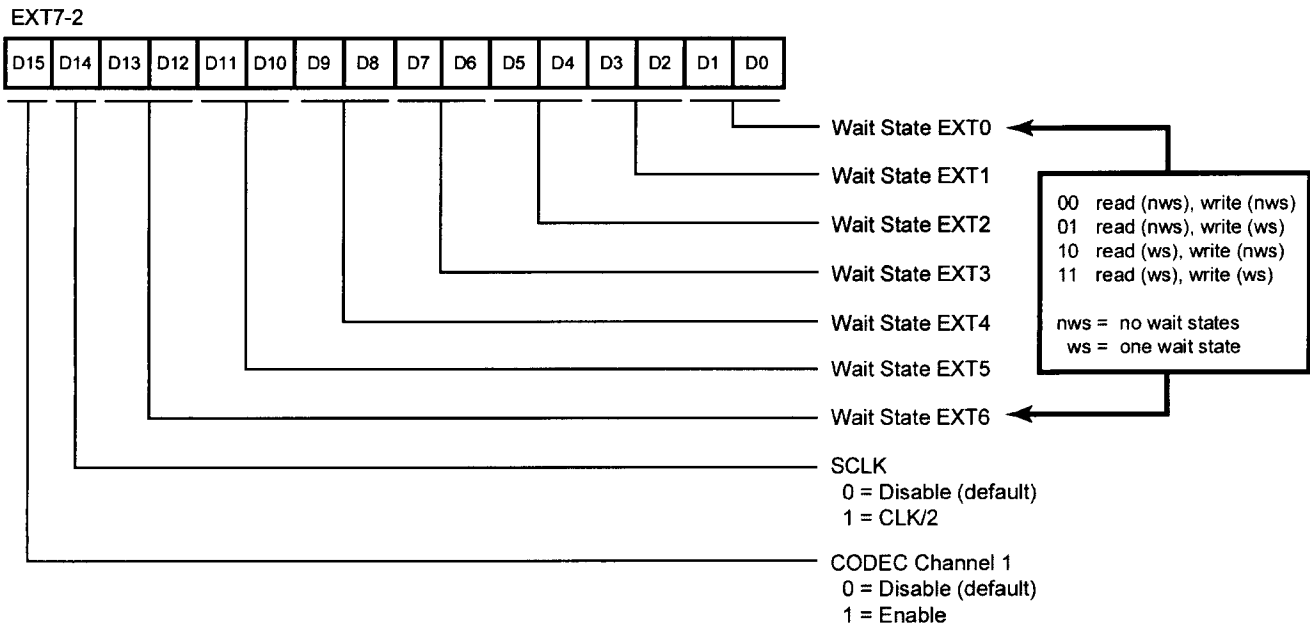 EXT7-2
D15 D14 D13 D12 D11 D10 D9 D8 D7 D6 D5 D4 D3 D2 D1 D0
Wait State EXT0
Wait State EXT1
Wait State EXT2
Wait State EXT3
Wait State EXT4
Wait State EXT5
Wait State EXT6
00 read (nws), write (nws)
01 read (nws), write (ws)
10 read (ws), write (nws)
11 read (ws), write (ws)
nws = no wait states
ws = one wait state
SCLK
0 = Disable (default)
1 = CLK/2
CODEC Channel 1
0 = Disable (default)
1 = Enable